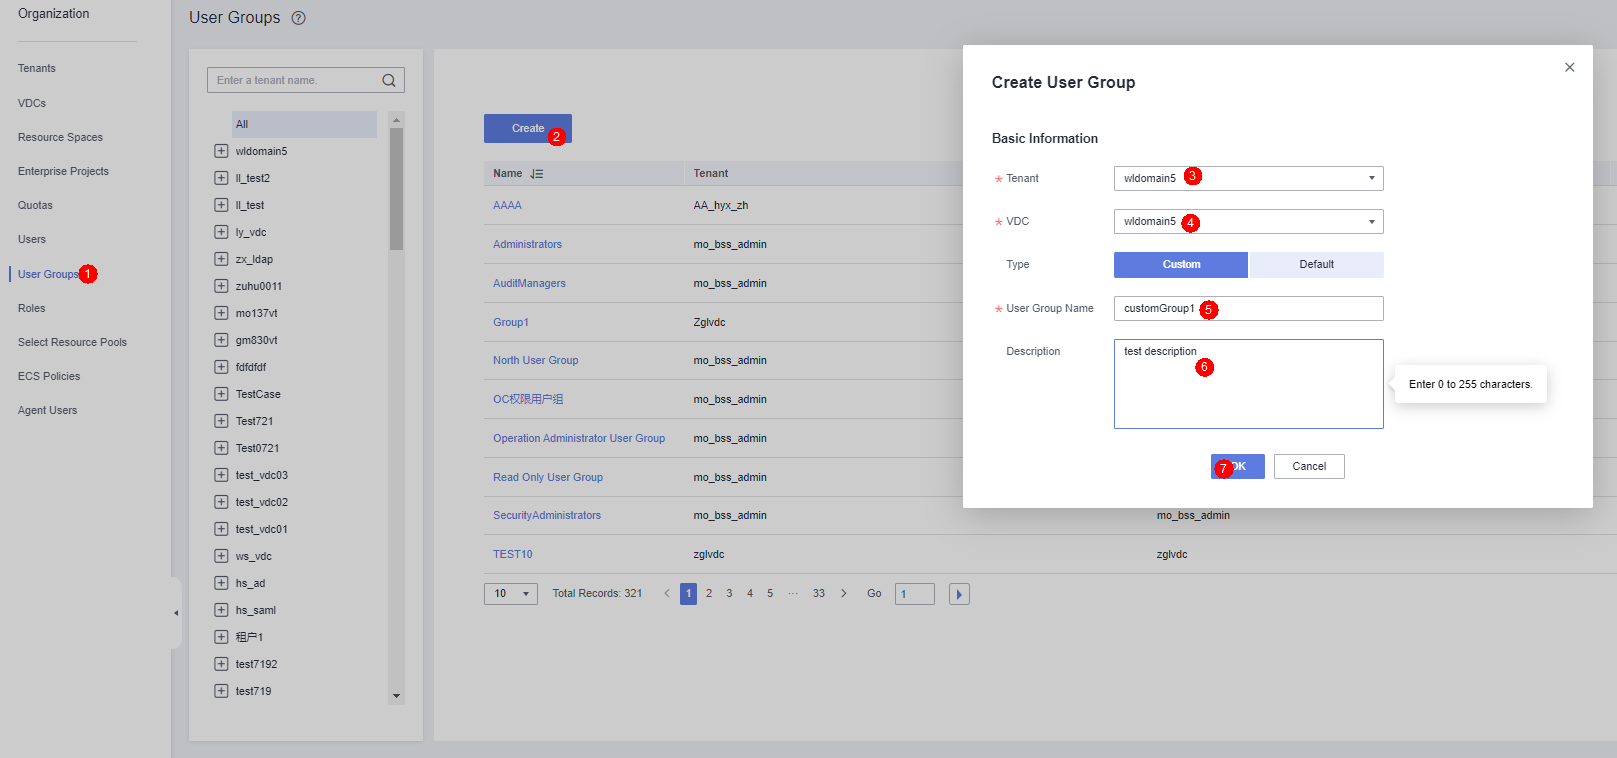 Organization
Tenants
VDCs
Resource Spaces
Enterprise Projects
Quotas
Users
User Groups 1
Roles
Select Resource Pools
ECS Policies
Agent Users
User Groups ?
Enter a tenant name.
All
wldomain5
ll_test2
ll_test
ly_vdc
zx_ldap
zuhu0011
mo137vt
gm830vt
fdfdfdf
TestCase
Test721
Test0721
test_vdc03
test_vdc02
test_vdc01
ws_vdc
hs_ad
hs_saml
租户1
test7192
test719
Create 2
Name Tenant
AAAA AA_hyx_zh
Administrators mo_bss_admin
AuditManagers mo_bss_admin
Group1 Zglvdc
North User Group mo_bss_admin
OC权限用户组 mo_bss_admin
Operation Administrator User Group mo_bss_admin
Read Only User Group mo_bss_admin
SecurityAdministrators mo_bss_admin mo_bss_admin
TEST10 zglvdc zglvdc
10 Total Records: 321 < 1 2 3 4 5 ··· 33 > Go 1
Create User Group ×
Basic Information
* Tenant wldomain5 3
* VDC wldomain5 4
Type Custom Default
* User Group Name customGroup1 5
Description test description 6
Enter 0 to 255 characters.
7 OK Cancel